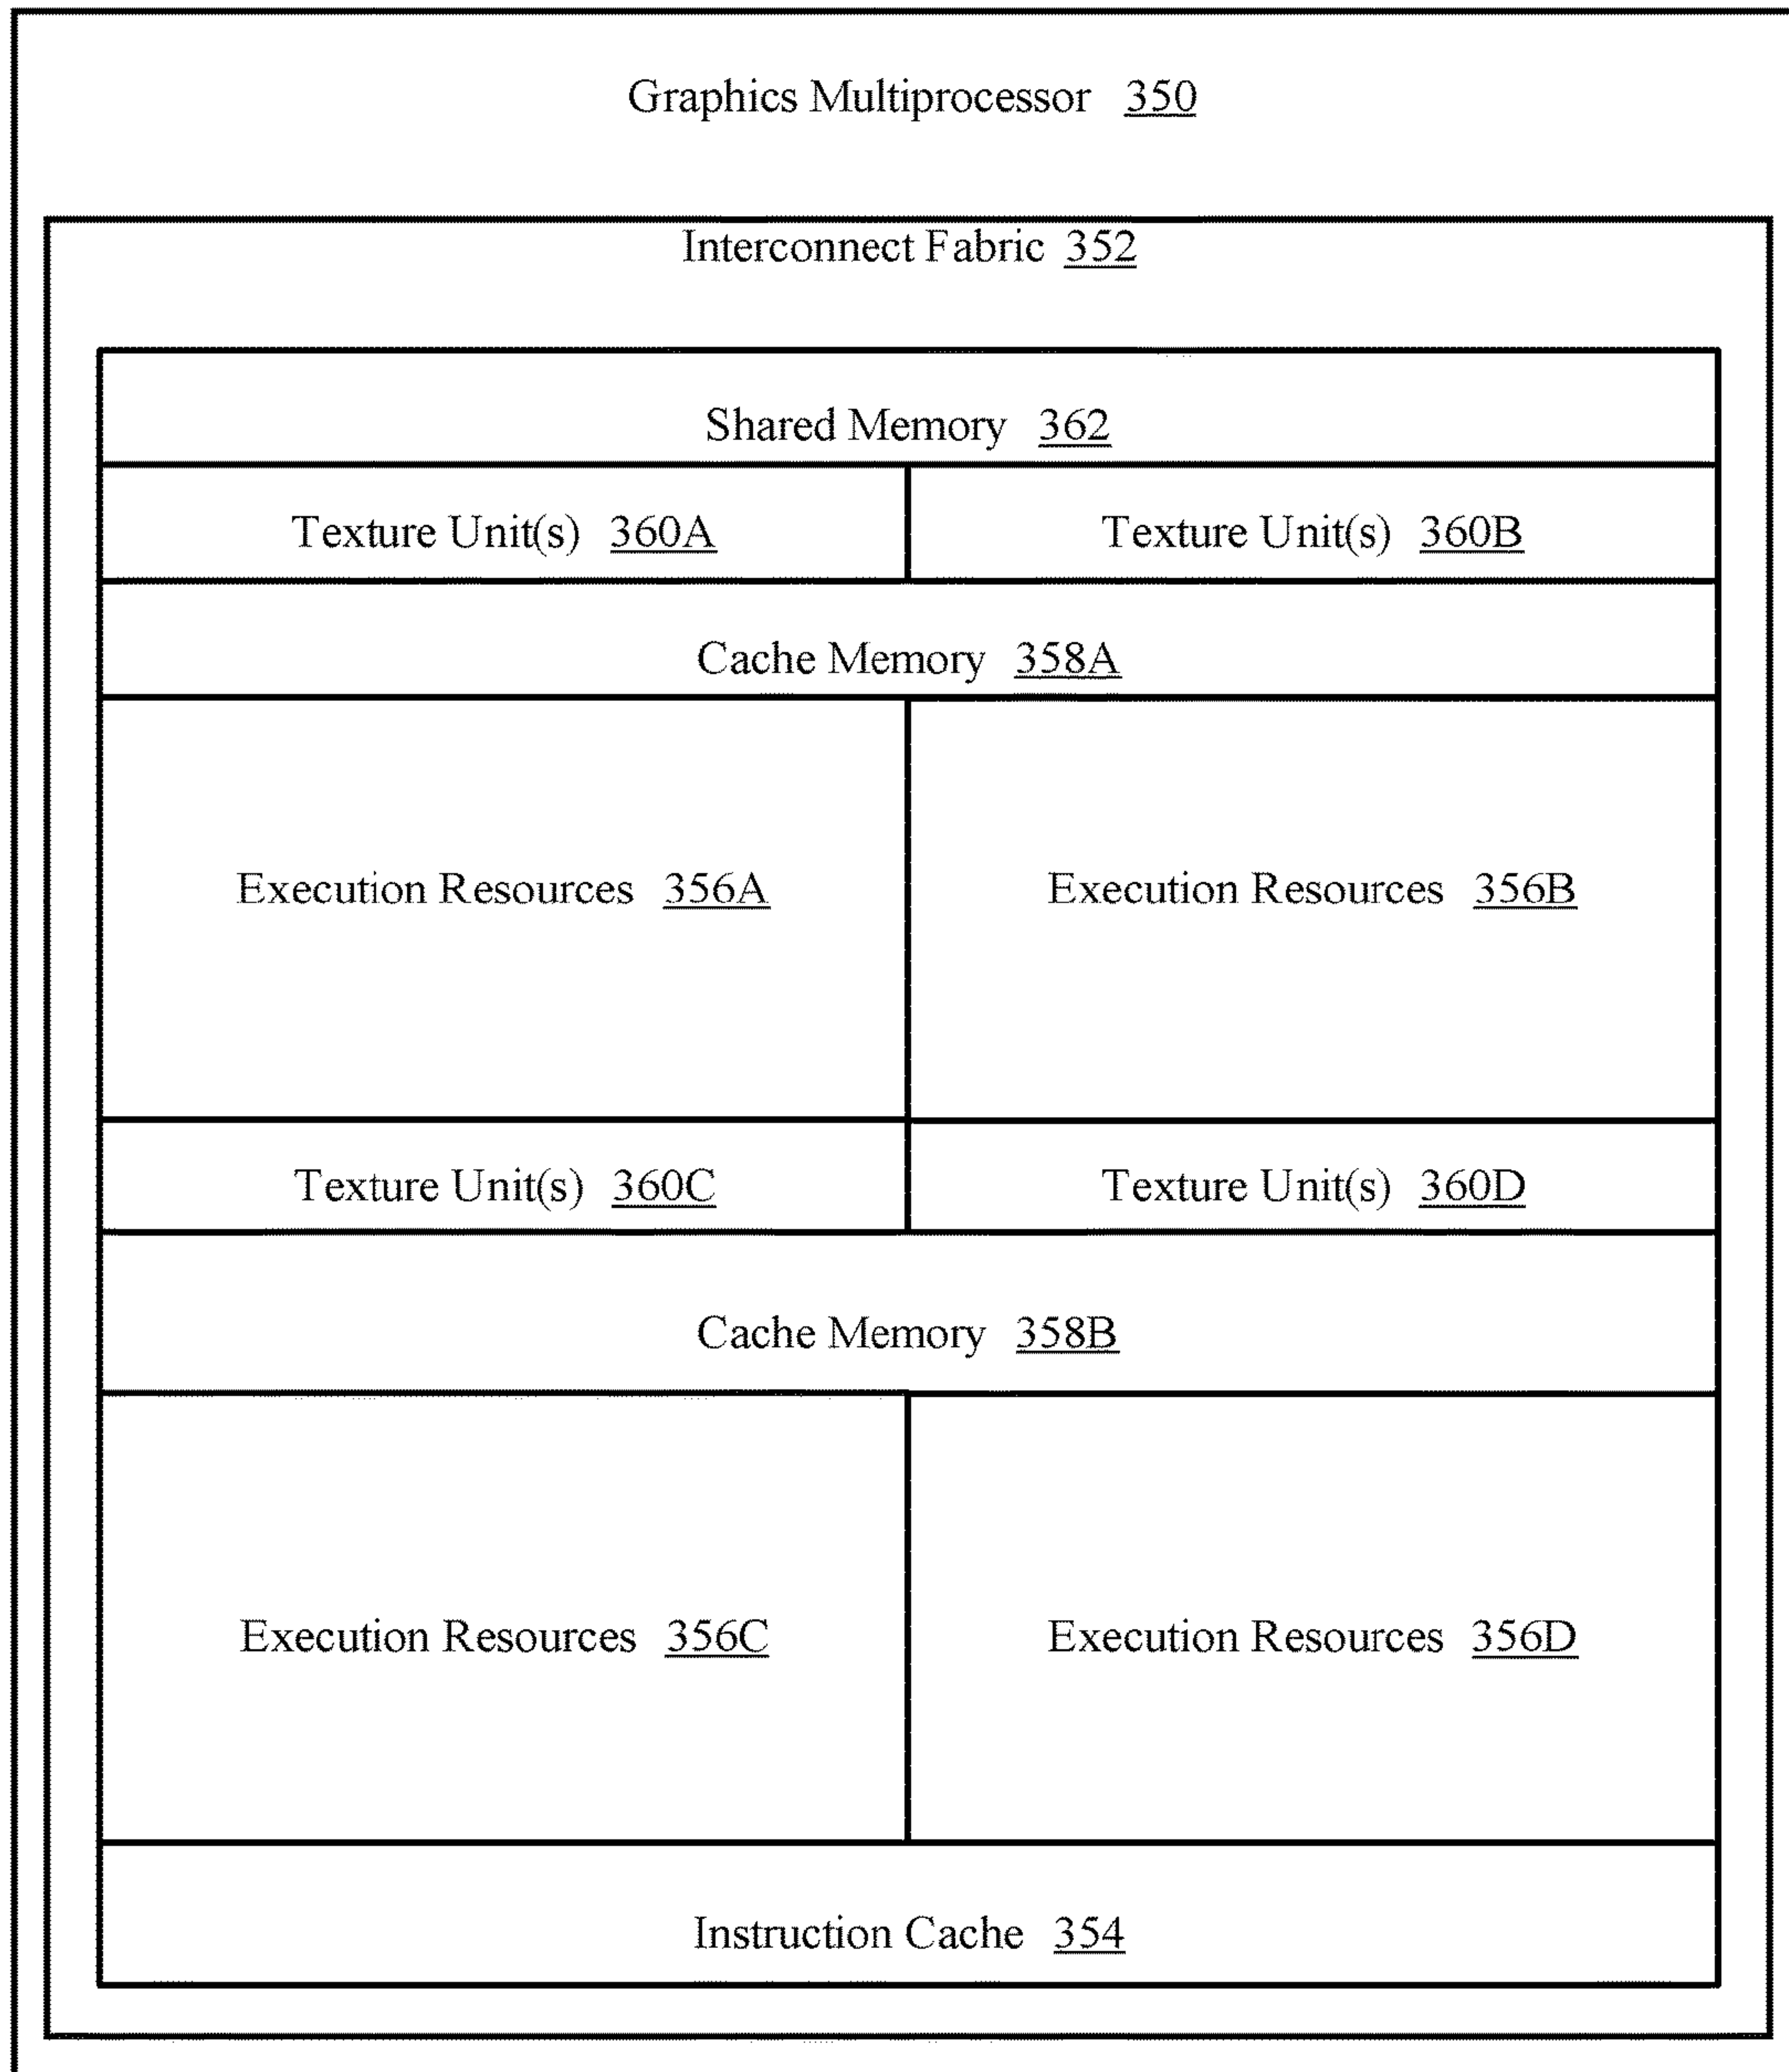 Graphics Multiprocessor 350
Interconnect Fabric 352
Shared Memory 362
Texture Unit(s) 360A
Texture Unit(s) 360B
Cache Memory 358A
Execution Resources 356A
Execution Resources 356B
Texture Unit(s) 360C
Texture Unit(s) 360D
Cache Memory 358B
Execution Resources 356C
Execution Resources 356D
Instruction Cache 354